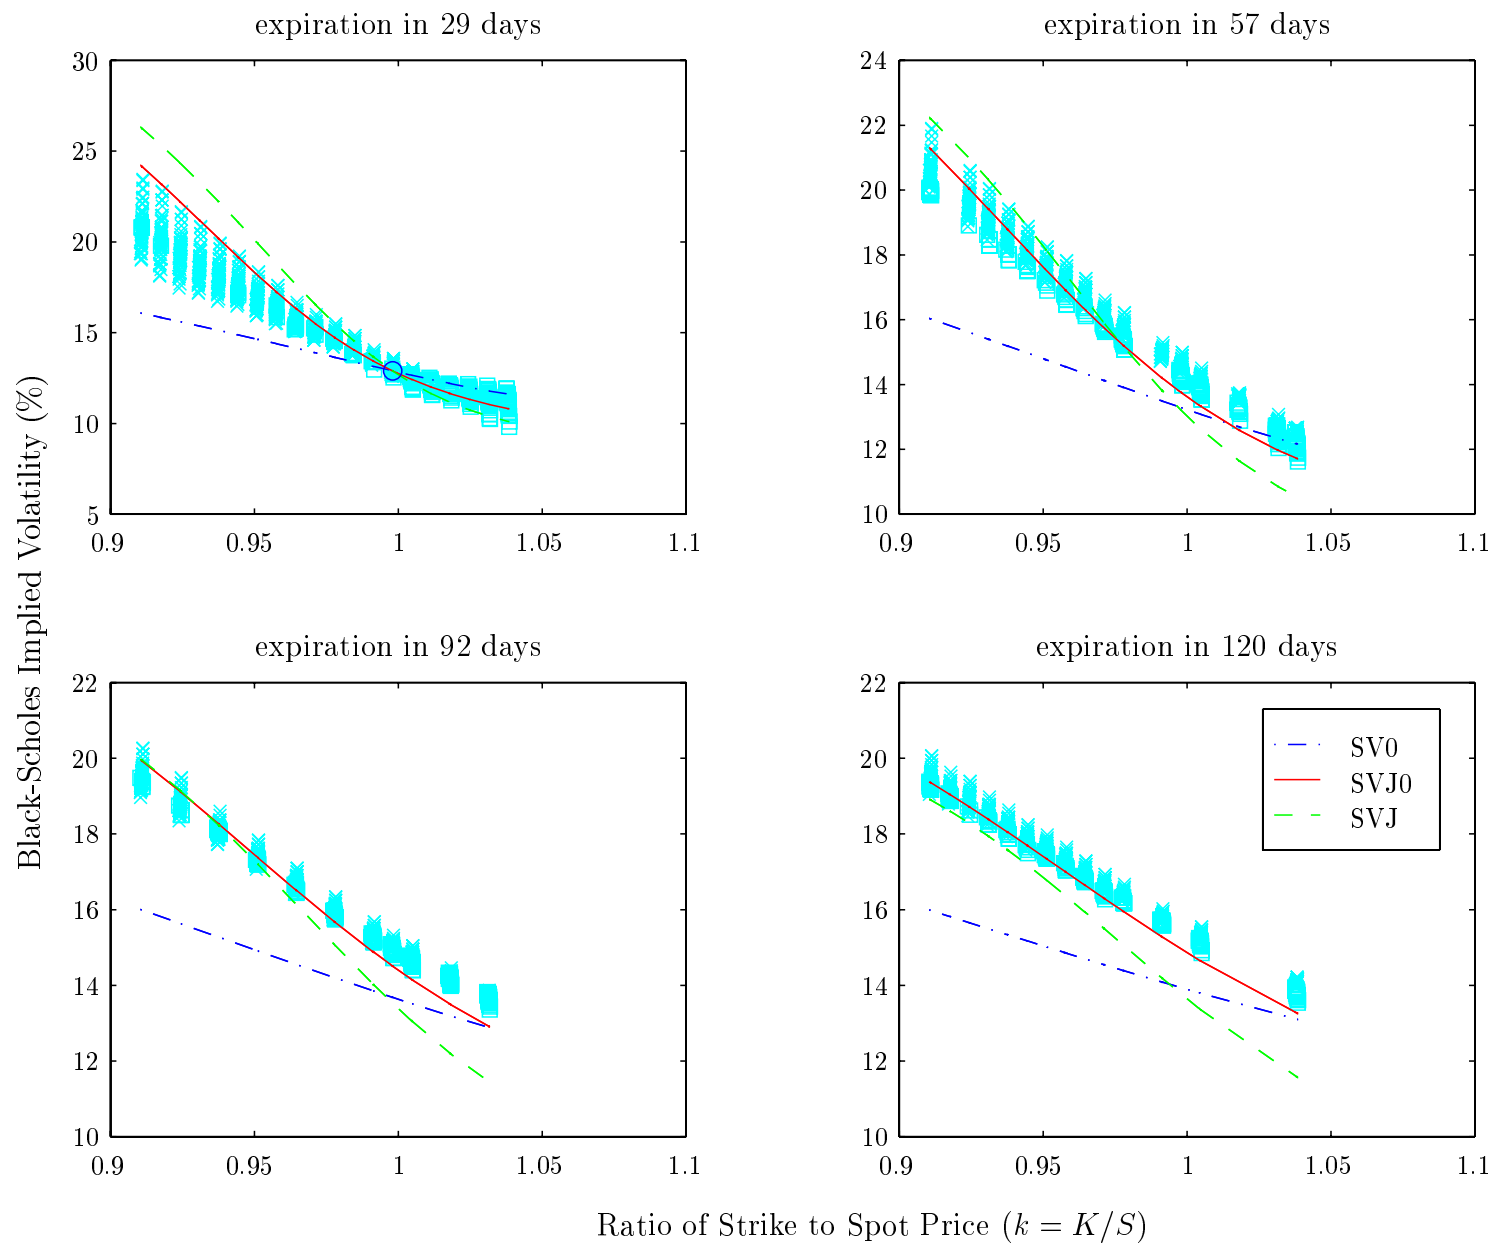 expiration in 29 days
30
25
20
15
10
5
0.9 0.95 1 1.05 1.1
expiration in 57 days
24
22
20
18
16
14
12
10
0.9 0.95 1 1.05 1.1
Black-Scholes Implied Volatility (%)
expiration in 92 days
22
20
18
16
14
12
10
0.9 0.95 1 1.05 1.1
expiration in 120 days
22
20
18
16
14
12
10
0.9 0.95 1 1.05 1.1
SV0
SVJ0
SVJ
Ratio of Strike to Spot Price (k = K/S)